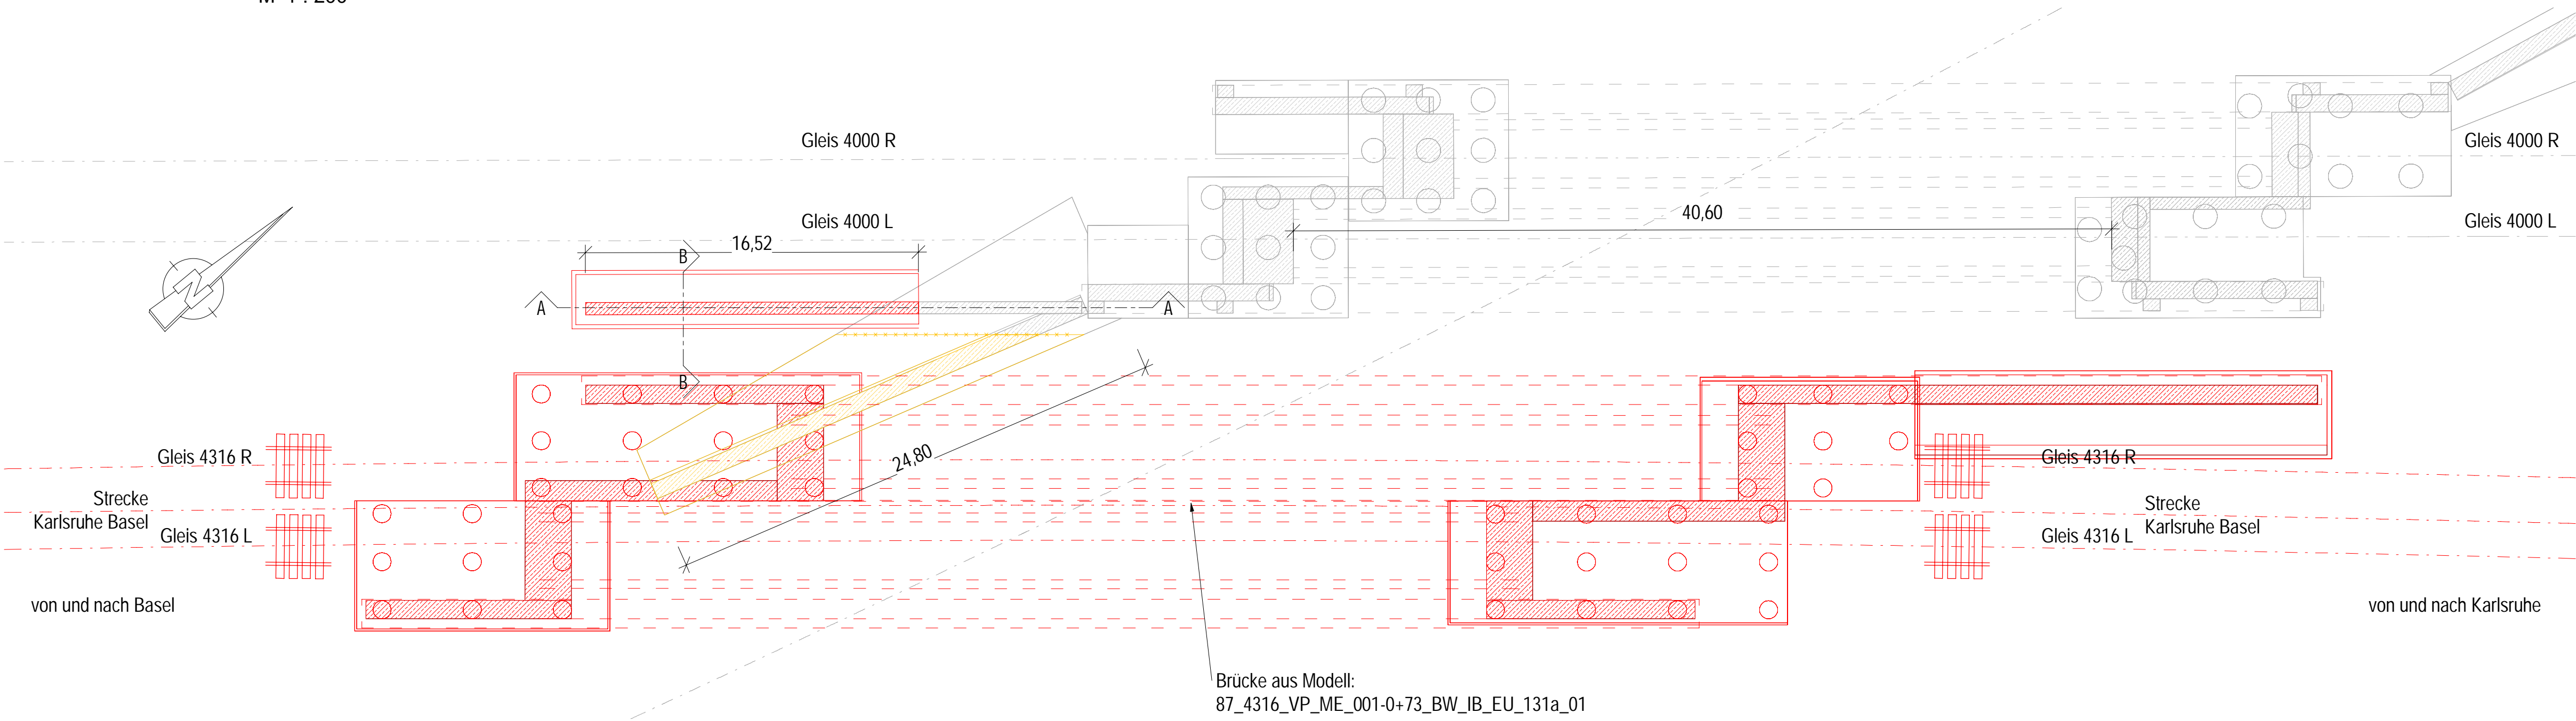 Gleis 4000 R
Gleis 4000 R
Gleis 4000 L
40,60
Gleis 4000 L
16,52
B
N
A
A
B
24,80
Gleis 4316 R
Gleis 4316 R
Strecke
Karlsruhe Basel
Strecke
Karlsruhe Basel
Gleis 4316 L
Gleis 4316 L
von und nach Basel
von und nach Karlsruhe
Brücke aus Modell:
87_4316_VP_ME_001-0+73_BW_IB_EU_131a_01